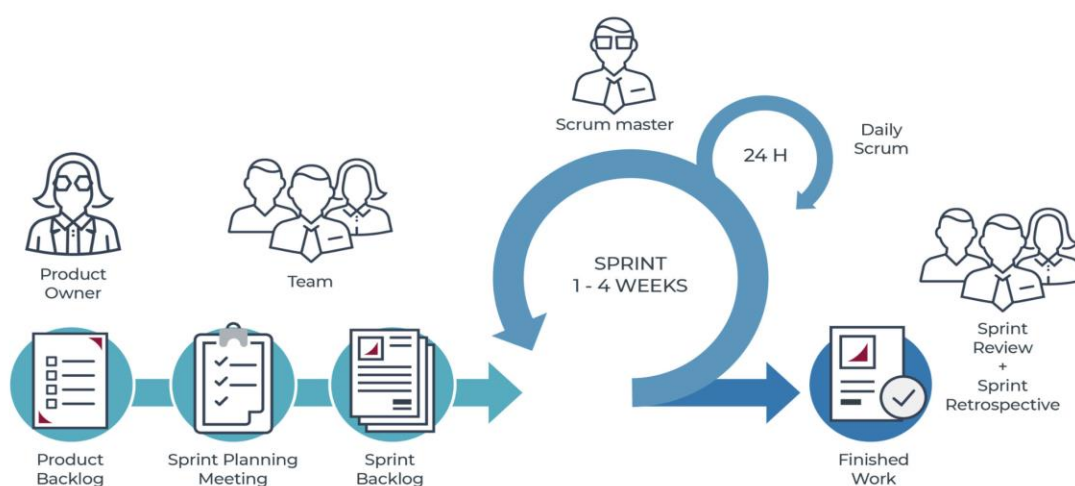 Scrum master
24 H
Daily
Scrum
Product
Owner
Team
SPRINT
1 - 4 WEEKS
Sprint
Review
+
Sprint
Retrospective
Product
Backlog
Sprint Planning
Meeting
Sprint
Backlog
Finished
Work